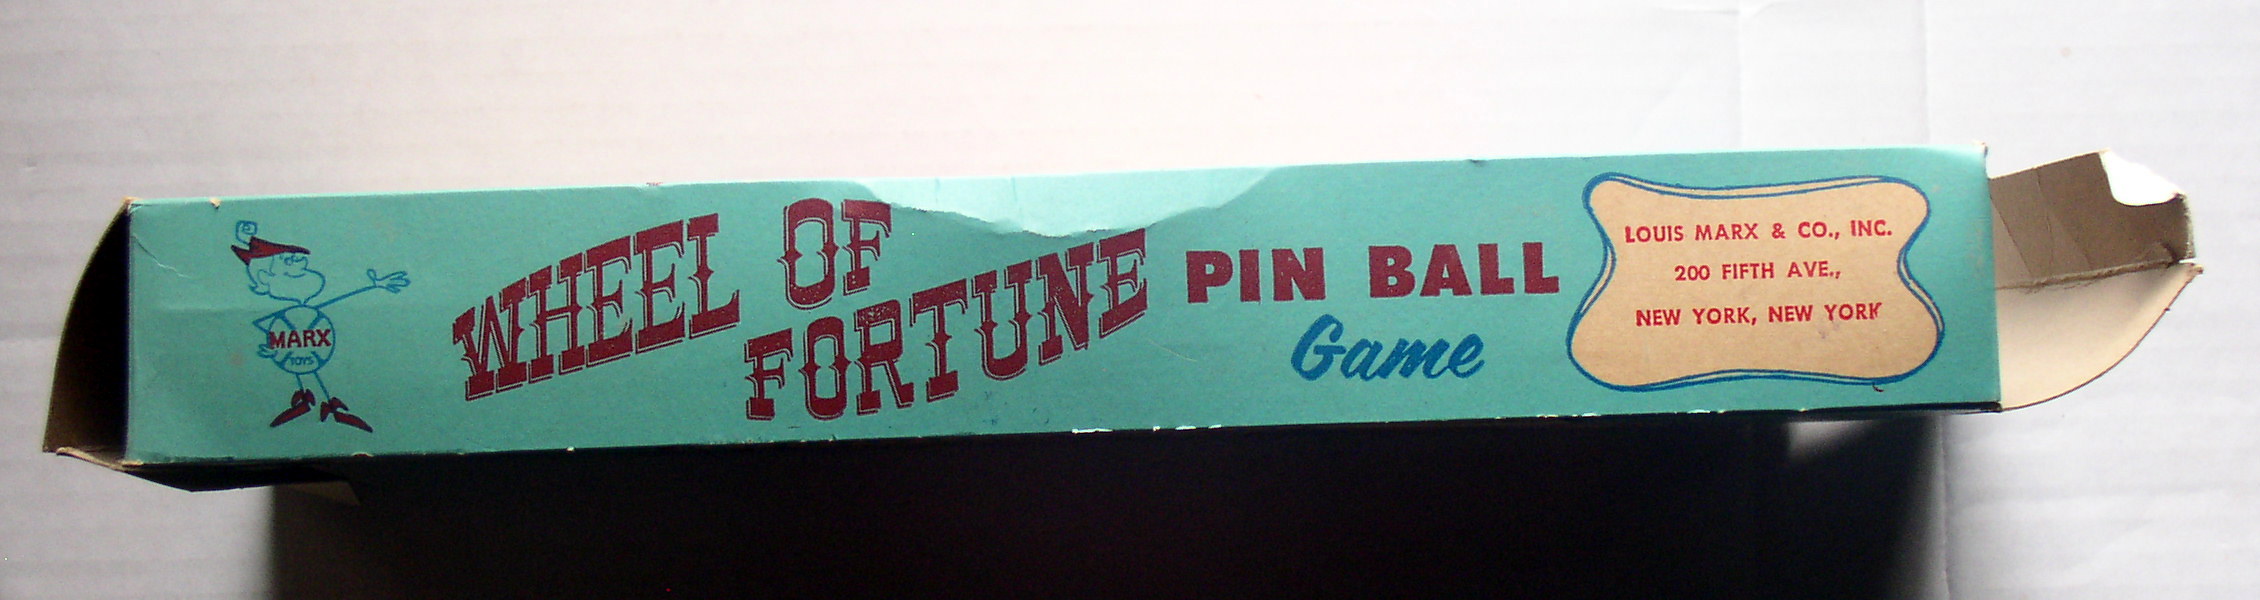 MARX
TOYS
WHEEL OF
FORTUNE
PIN BALL
Game
LOUIS MARX & CO., INC.
200 FIFTH AVE.,
NEW YORK, NEW YORK